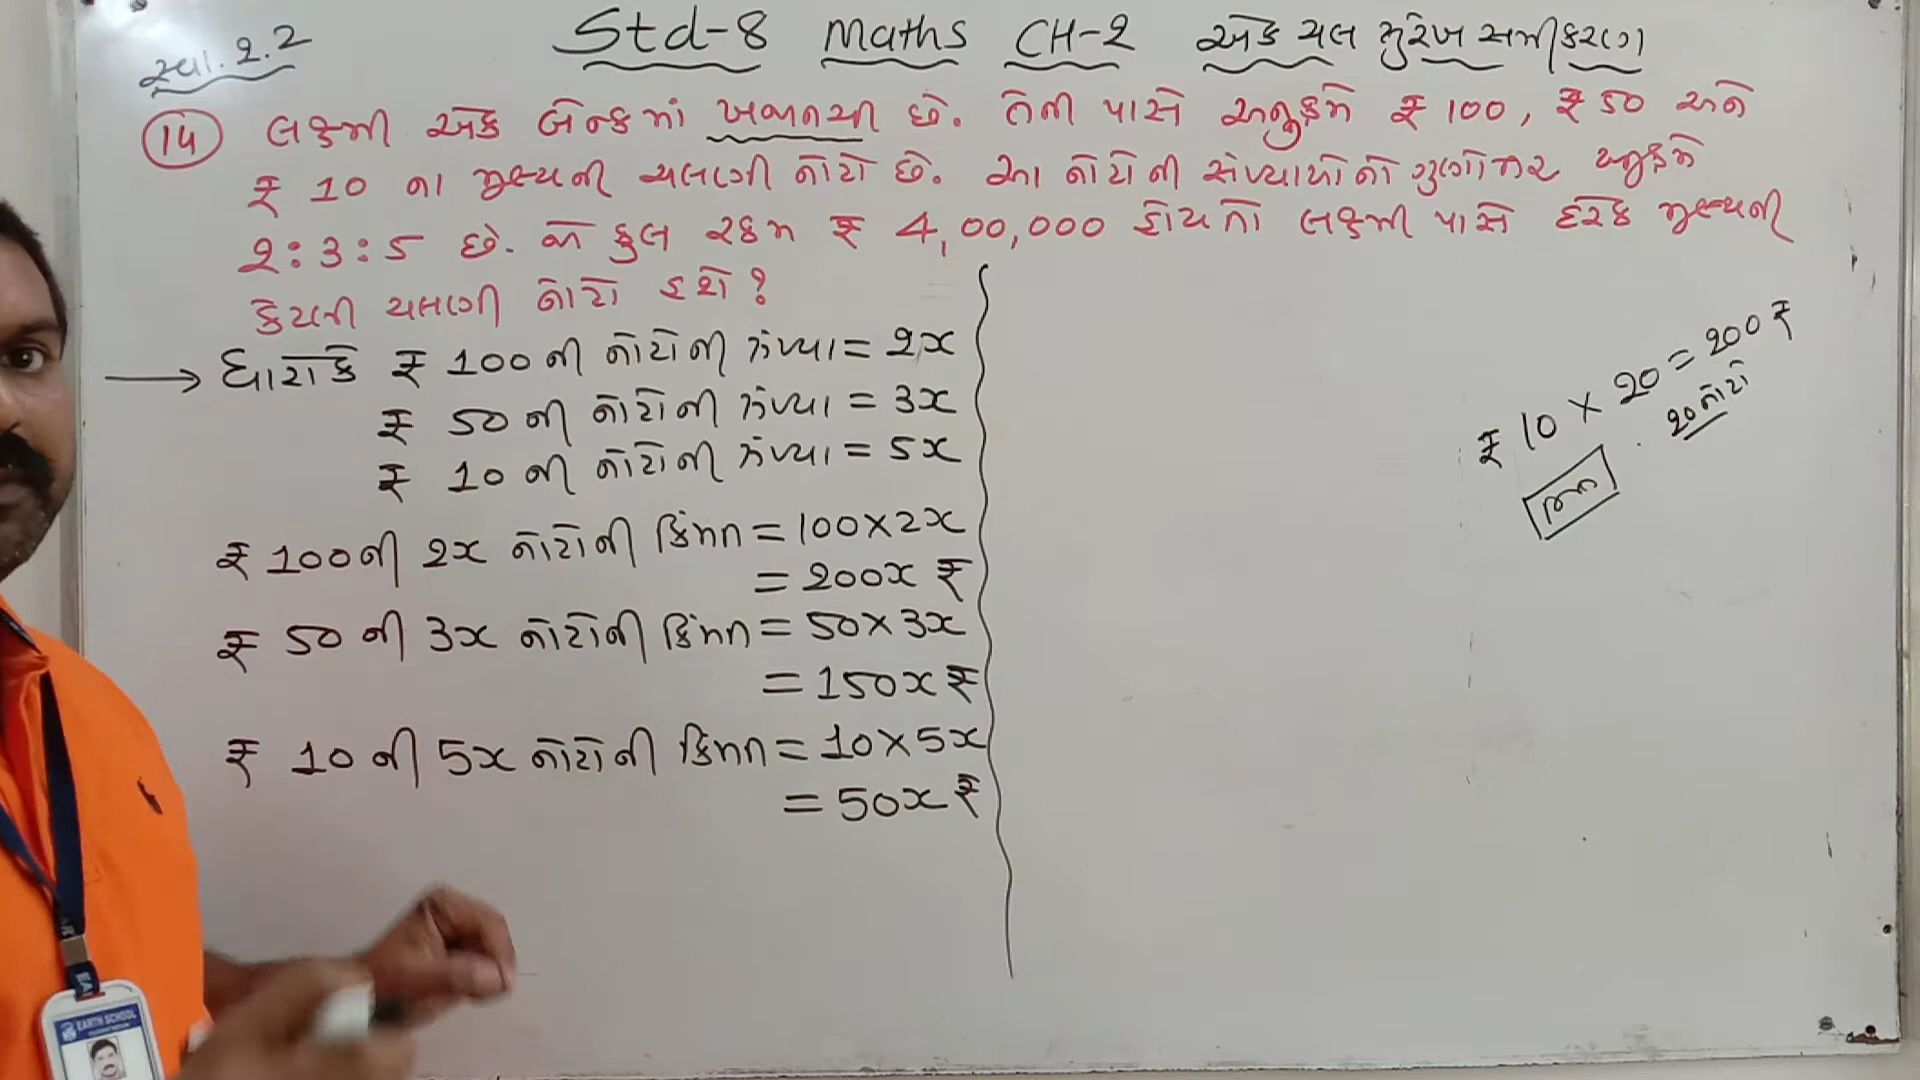 સ્વા. 2.2
Std-8 Maths CH-2 એક ચલ સુરેખ સમીકરણ
14 લક્ષ્મી એક બેન્કમાં ખજાનચી છે. તેની પાસે અનુક્રમે ₹ 100, ₹ 50 અને
₹ 10 ના મૂલ્યની ચલણી નોટો છે. આ નોટોની સંખ્યાઓનો ગુણોત્તર અનુક્રમે
2 : 3 : 5 છે. જો કુલ રકમ ₹ 4,00,000 હોય તો લક્ષ્મી પાસે દરેક મૂલ્યની
કેટલી ચલણી નોટો હશે ?
→ ધારો કે ₹ 100 ની નોટોની સંખ્યા = 2x
₹ 50 ની નોટોની સંખ્યા = 3x
₹ 10 ની નોટોની સંખ્યા = 5x
₹ 100 ની 2x નોટોની કિંમત = 100 × 2x
= 200x ₹
₹ 50 ની 3x નોટોની કિંમત = 50 × 3x
= 150x ₹
₹ 10 ની 5x નોટોની કિંમત = 10 × 5x
= 50x ₹
₹ 10 × 20 = 200 ₹
20 નોટો
EARTH SCHOOL